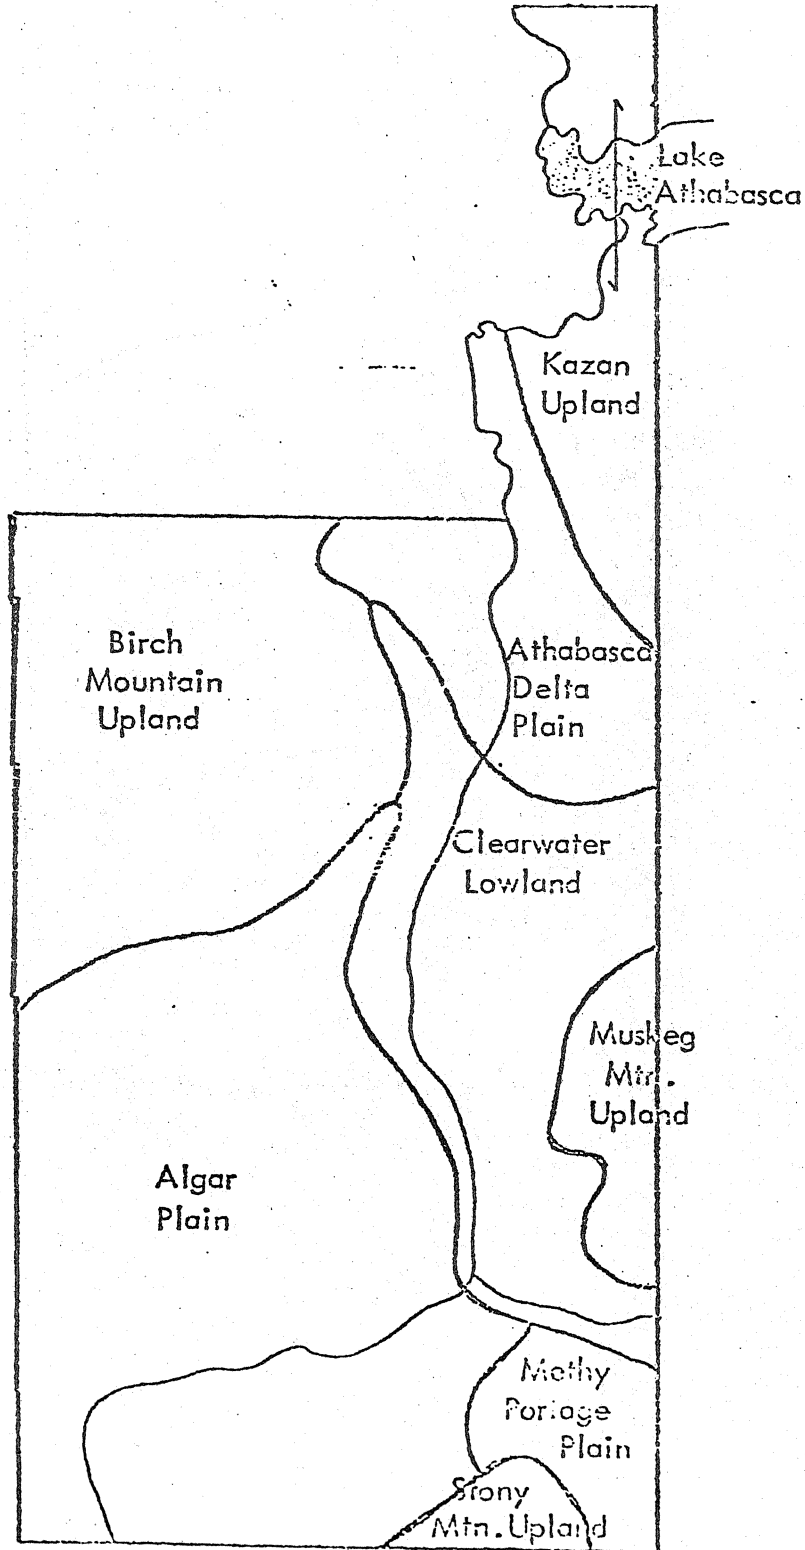 Lake
Athabasca
Kazan
Upland
Birch
Mountain
Upland
Athabasca
Delta
Plain
Clearwater
Lowland
Muskeg
Mtn.
Upland
Algar
Plain
Methy
Portage
Plain
Stony
Mtn. Upland